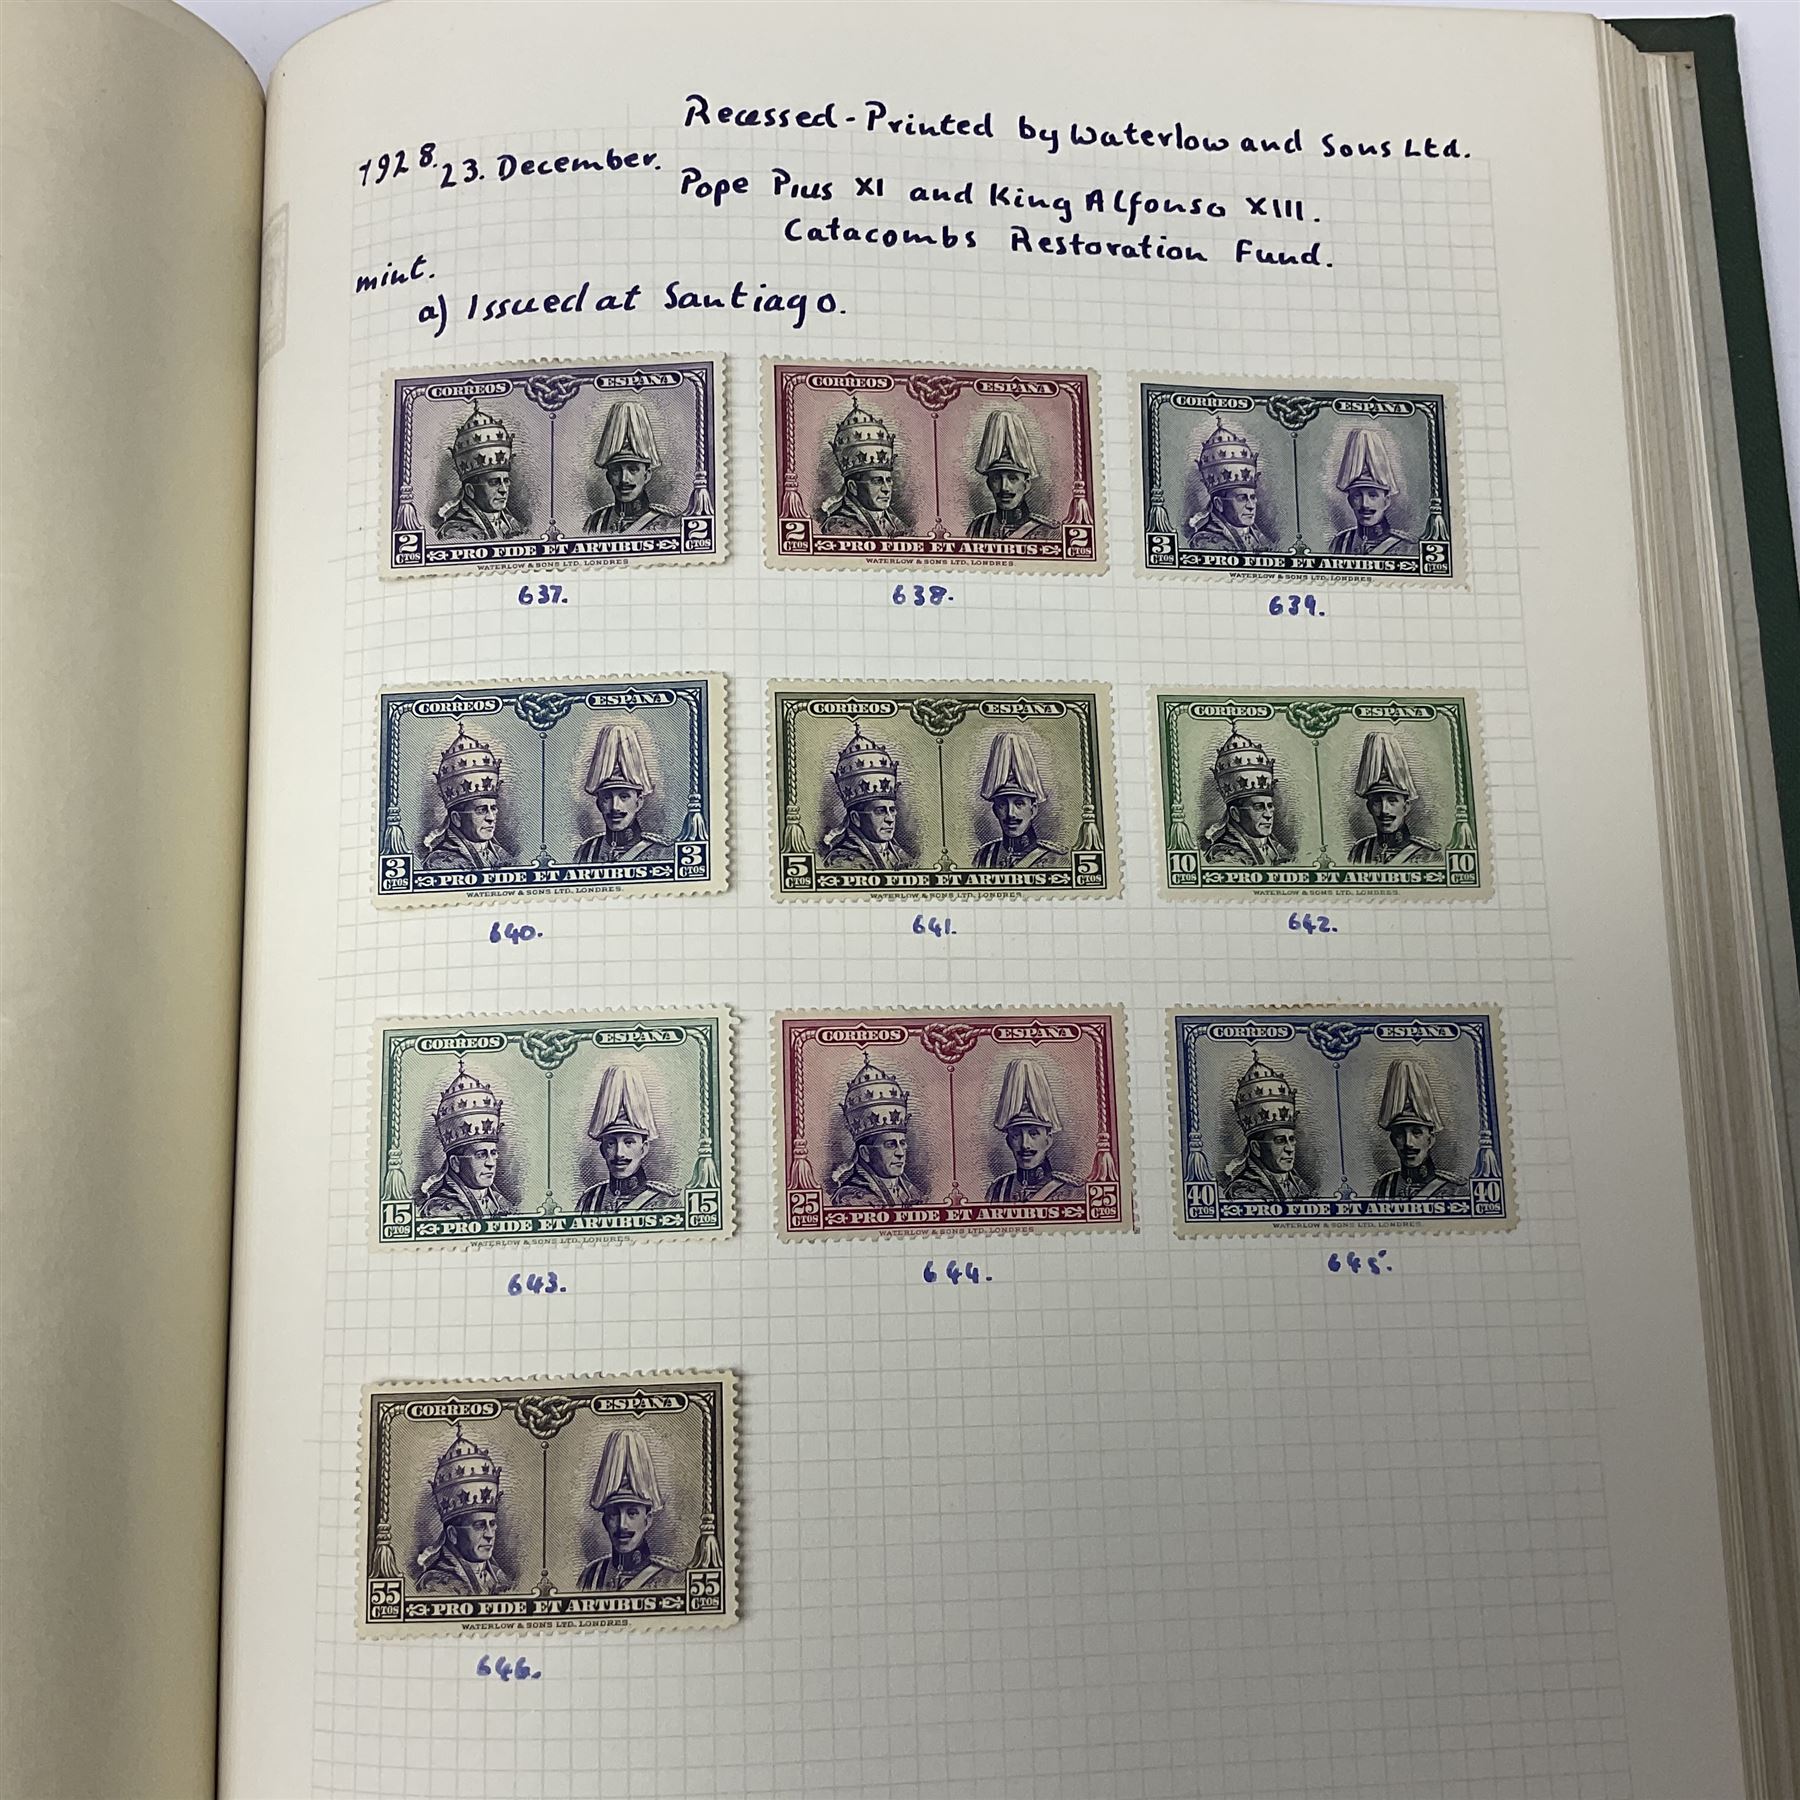 Recessed-Printed by Waterlow and Sons Ltd.
1928. 23. December.
Pope Pius XI and King Alfonso XIII.
Catacombs Restoration Fund.
mint.
a) Issued at Santiago.
CORREOS ESPAÑA
2 CTOS PRO FIDE ET ARTIBUS 2 CTOS
WATERLOW & SONS LTD. LONDRES.
637.
CORREOS ESPAÑA
2 CTOS PRO FIDE ET ARTIBUS 2 CTOS
WATERLOW & SONS LTD. LONDRES.
638.
CORREOS ESPAÑA
3 CTOS PRO FIDE ET ARTIBUS 3 CTOS
WATERLOW & SONS LTD. LONDRES.
639.
CORREOS ESPAÑA
3 CTOS PRO FIDE ET ARTIBUS 3 CTOS
WATERLOW & SONS LTD. LONDRES.
640.
CORREOS ESPAÑA
5 CTOS PRO FIDE ET ARTIBUS 5 CTOS
WATERLOW & SONS LTD. LONDRES.
641.
CORREOS ESPAÑA
10 CTOS PRO FIDE ET ARTIBUS 10 CTOS
WATERLOW & SONS LTD. LONDRES.
642.
CORREOS ESPAÑA
15 CTOS PRO FIDE ET ARTIBUS 15 CTOS
WATERLOW & SONS LTD. LONDRES.
643.
CORREOS ESPAÑA
25 CTOS PRO FIDE ET ARTIBUS 25 CTOS
WATERLOW & SONS LTD. LONDRES.
644.
CORREOS ESPAÑA
40 CTOS PRO FIDE ET ARTIBUS 40 CTOS
WATERLOW & SONS LTD. LONDRES.
645.
CORREOS ESPAÑA
55 CTOS PRO FIDE ET ARTIBUS 55 CTOS
WATERLOW & SONS LTD. LONDRES.
646.